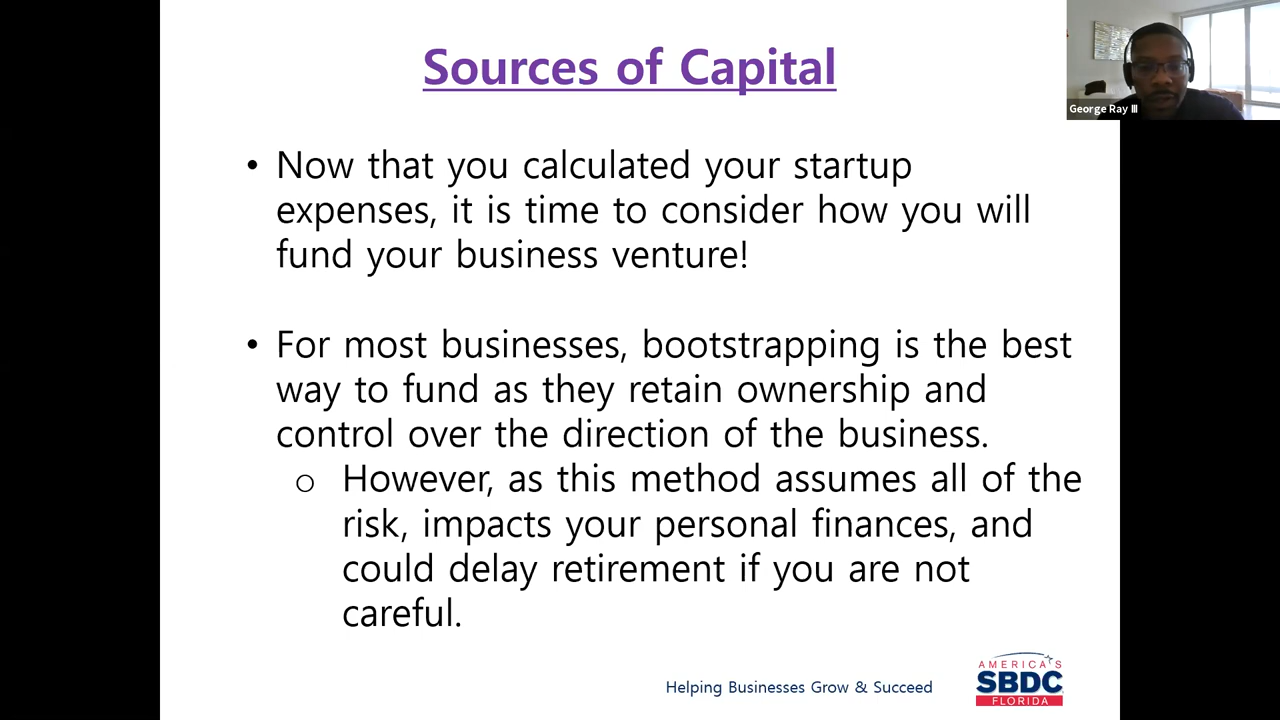 Sources of Capital
George Ray III
• Now that you calculated your startup
expenses, it is time to consider how you will
fund your business venture!
• For most businesses, bootstrapping is the best
way to fund as they retain ownership and
control over the direction of the business.
o However, as this method assumes all of the
risk, impacts your personal finances, and
could delay retirement if you are not
careful.
Helping Businesses Grow & Succeed
AMERICA'S
SBDC
FLORIDA